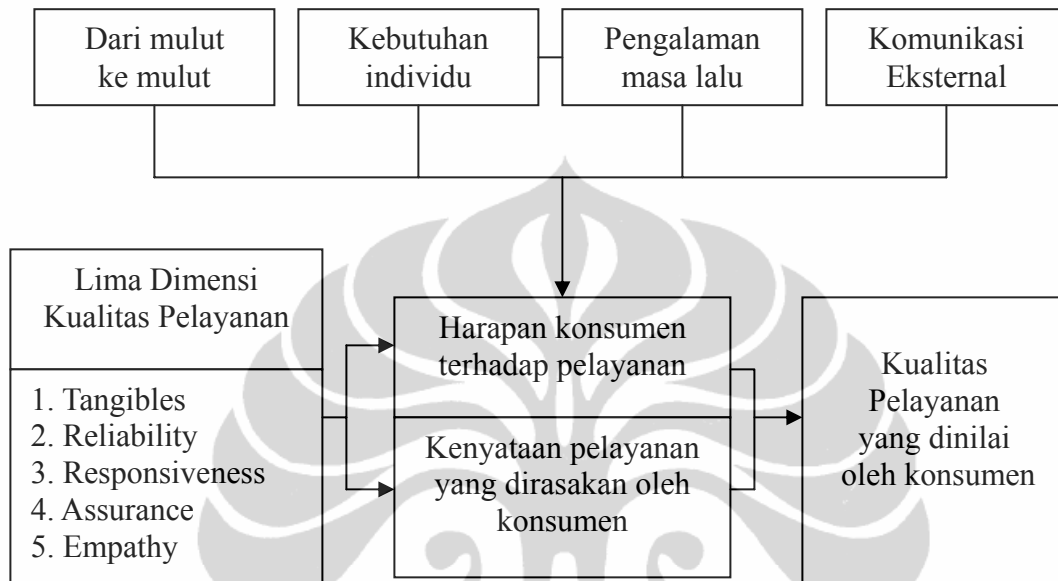 Dari mulut
ke mulut
Kebutuhan
individu
Pengalaman
masa lalu
Komunikasi
Eksternal
Lima Dimensi
Kualitas Pelayanan
1. Tangibles
2. Reliability
3. Responsiveness
4. Assurance
5. Empathy
Harapan konsumen
terhadap pelayanan
Kenyataan pelayanan
yang dirasakan oleh
konsumen
Kualitas
Pelayanan
yang dinilai
oleh konsumen